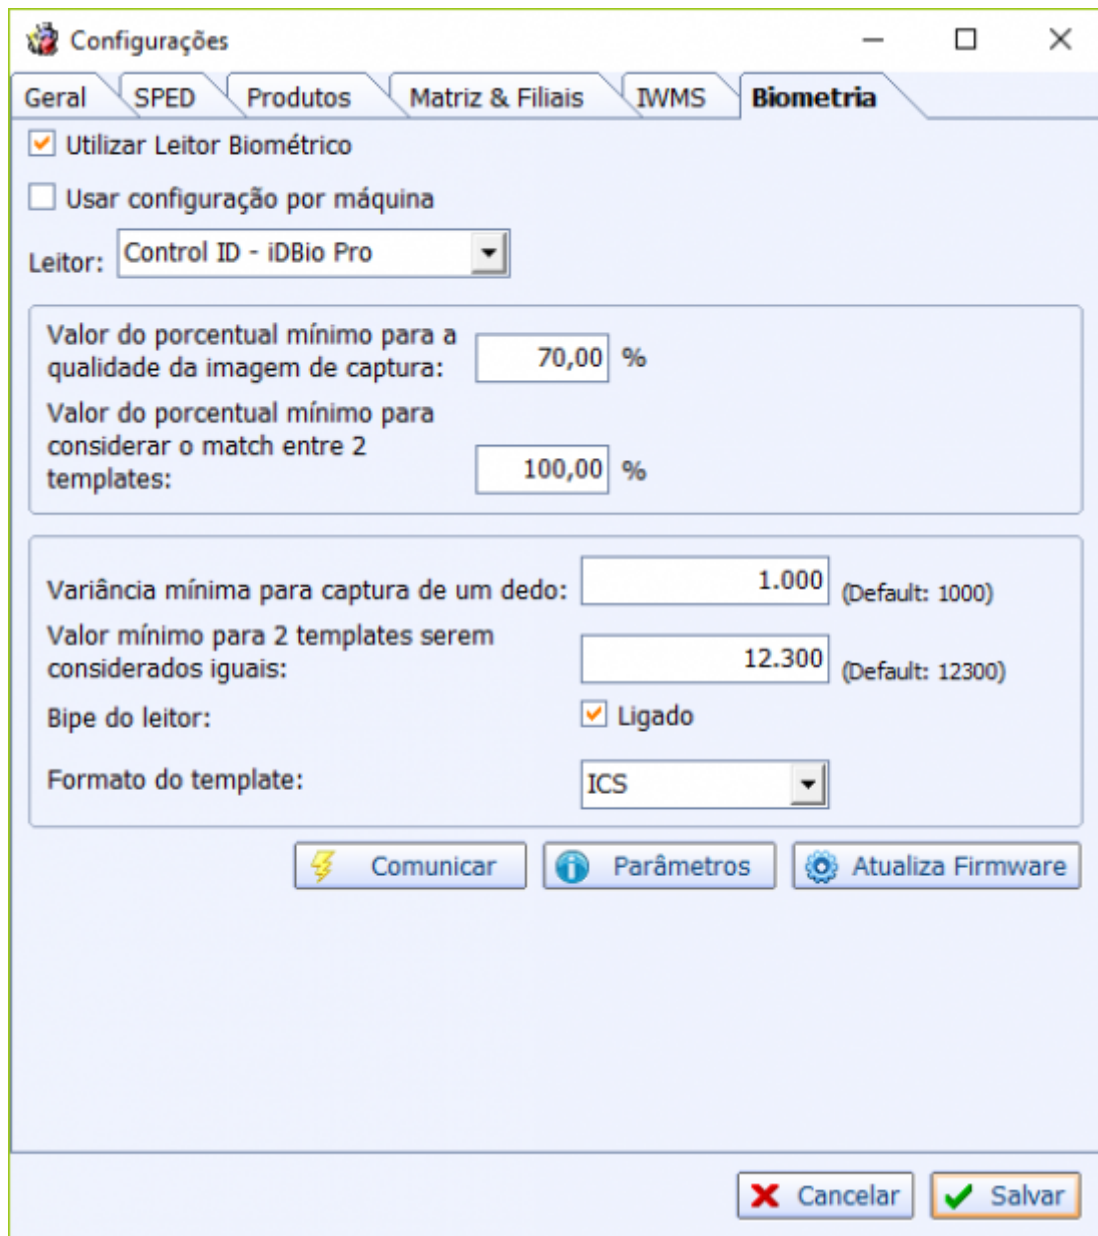 Configurações
Geral SPED Produtos Matriz & Filiais IWMS Biometria
Utilizar Leitor Biométrico
Usar configuração por máquina
Leitor: Control ID - iDBio Pro
Valor do porcentual mínimo para a
qualidade da imagem de captura: 70,00 %
Valor do porcentual mínimo para
considerar o match entre 2
templates: 100,00 %
Variância mínima para captura de um dedo: 1.000 (Default: 1000)
Valor mínimo para 2 templates serem
considerados iguais: 12.300 (Default: 12300)
Bipe do leitor: Ligado
Formato do template: ICS
Comunicar Parâmetros Atualiza Firmware
Cancelar Salvar